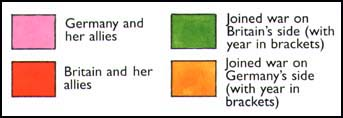 Germany and
her allies
Britain and her
allies
Joined war on
Britain's side (with
year in brackets)
Joined war on
Germany's side
(with year in
brackets)